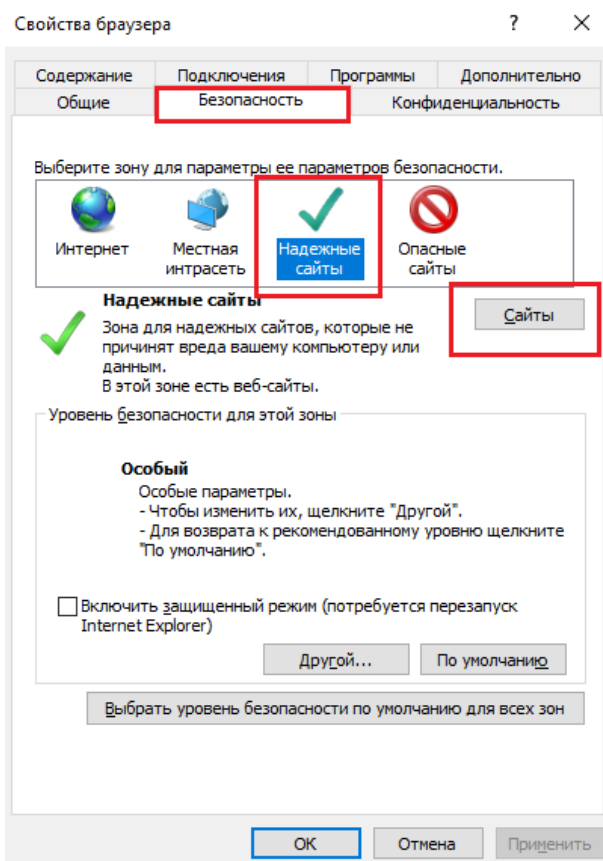 Свойства браузера ? ×
Содержание Подключения Программы Дополнительно
Общие Безопасность Конфиденциальность
Выберите зону для параметры ее параметров безопасности.
Интернет Местная интрасеть Надежные сайты Опасные сайты
Надежные сайты
Сайты
Зона для надежных сайтов, которые не
причинят вреда вашему компьютеру или
данным.
В этой зоне есть веб-сайты.
Уровень безопасности для этой зоны
Особый
Особые параметры.
- Чтобы изменить их, щелкните "Другой".
- Для возврата к рекомендованному уровню щелкните
"По умолчанию".
Включить защищенный режим (потребуется перезапуск
Internet Explorer)
Другой... По умолчанию
Выбрать уровень безопасности по умолчанию для всех зон
ОК Отмена Применить